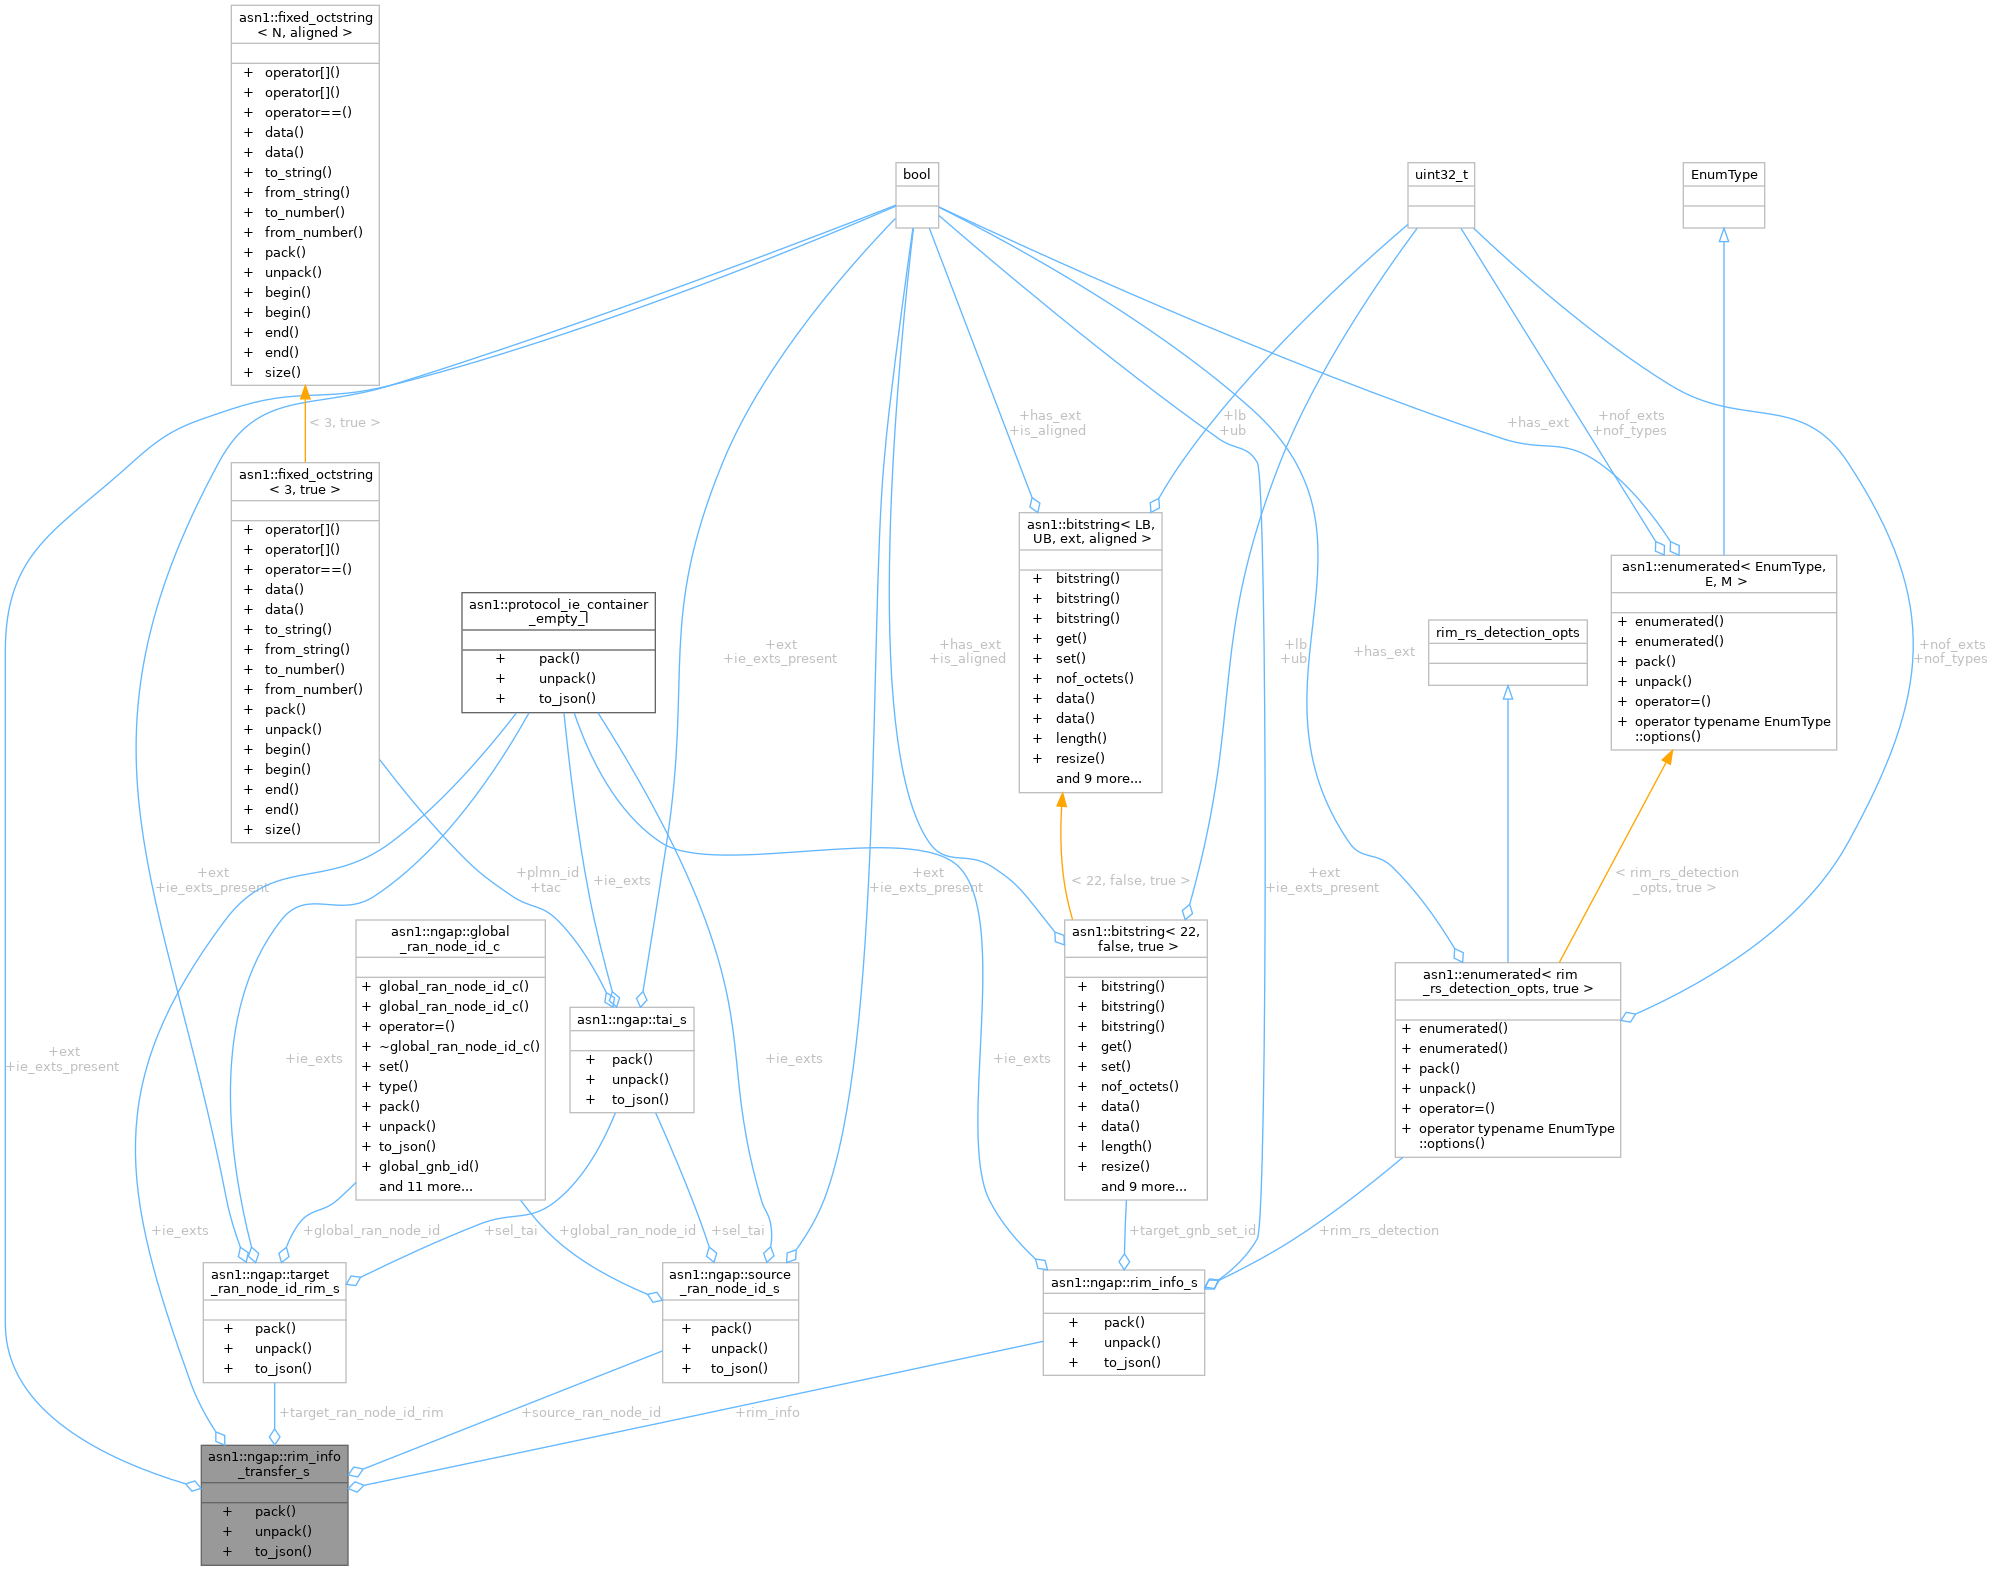 asn1::fixed_octstring
< N, aligned >
+ operator[]()
+ operator[]()
+ operator==()
+ data()
+ data()
+ to_string()
+ from_string()
+ to_number()
+ from_number()
+ pack()
+ unpack()
+ begin()
+ begin()
+ end()
+ end()
+ size()
< 3, true >
asn1::fixed_octstring
< 3, true >
+ operator[]()
+ operator[]()
+ operator==()
+ data()
+ data()
+ to_string()
+ from_string()
+ to_number()
+ from_number()
+ pack()
+ unpack()
+ begin()
+ begin()
+ end()
+ end()
+ size()
bool
uint32_t
EnumType
+has_ext
+is_aligned
+lb
+ub
+has_ext
+nof_exts
+nof_types
asn1::bitstring< LB,
UB, ext, aligned >
+ bitstring()
+ bitstring()
+ bitstring()
+ get()
+ set()
+ nof_octets()
+ data()
+ data()
+ length()
+ resize()
and 9 more...
asn1::enumerated< EnumType,
E, M >
+ enumerated()
+ enumerated()
+ pack()
+ unpack()
+ operator=()
+ operator typename EnumType
::options()
asn1::protocol_ie_container
_empty_l
+ pack()
+ unpack()
+ to_json()
rim_rs_detection_opts
+ext
+ie_exts_present
+has_ext
+is_aligned
+lb
+ub
+has_ext
+nof_exts
+nof_types
+ext
+ie_exts_present
+plmn_id
+tac
+ie_exts
+ext
+ie_exts_present
< 22, false, true >
+ext
+ie_exts_present
< rim_rs_detection
_opts, true >
asn1::ngap::global
_ran_node_id_c
+ global_ran_node_id_c()
+ global_ran_node_id_c()
+ operator=()
+ ~global_ran_node_id_c()
+ set()
+ type()
+ pack()
+ unpack()
+ to_json()
+ global_gnb_id()
and 11 more...
asn1::ngap::tai_s
+ pack()
+ unpack()
+ to_json()
asn1::bitstring< 22,
false, true >
+ bitstring()
+ bitstring()
+ bitstring()
+ get()
+ set()
+ nof_octets()
+ data()
+ data()
+ length()
+ resize()
and 9 more...
asn1::enumerated< rim
_rs_detection_opts, true >
+ enumerated()
+ enumerated()
+ pack()
+ unpack()
+ operator=()
+ operator typename EnumType
::options()
+ext
+ie_exts_present
+ie_exts
+ie_exts
+ie_exts
+ie_exts
+global_ran_node_id
+sel_tai
+global_ran_node_id
+sel_tai
+target_gnb_set_id
+rim_rs_detection
asn1::ngap::target
_ran_node_id_rim_s
+ pack()
+ unpack()
+ to_json()
asn1::ngap::source
_ran_node_id_s
+ pack()
+ unpack()
+ to_json()
asn1::ngap::rim_info_s
+ pack()
+ unpack()
+ to_json()
+target_ran_node_id_rim
+source_ran_node_id
+rim_info
asn1::ngap::rim_info
_transfer_s
+ pack()
+ unpack()
+ to_json()